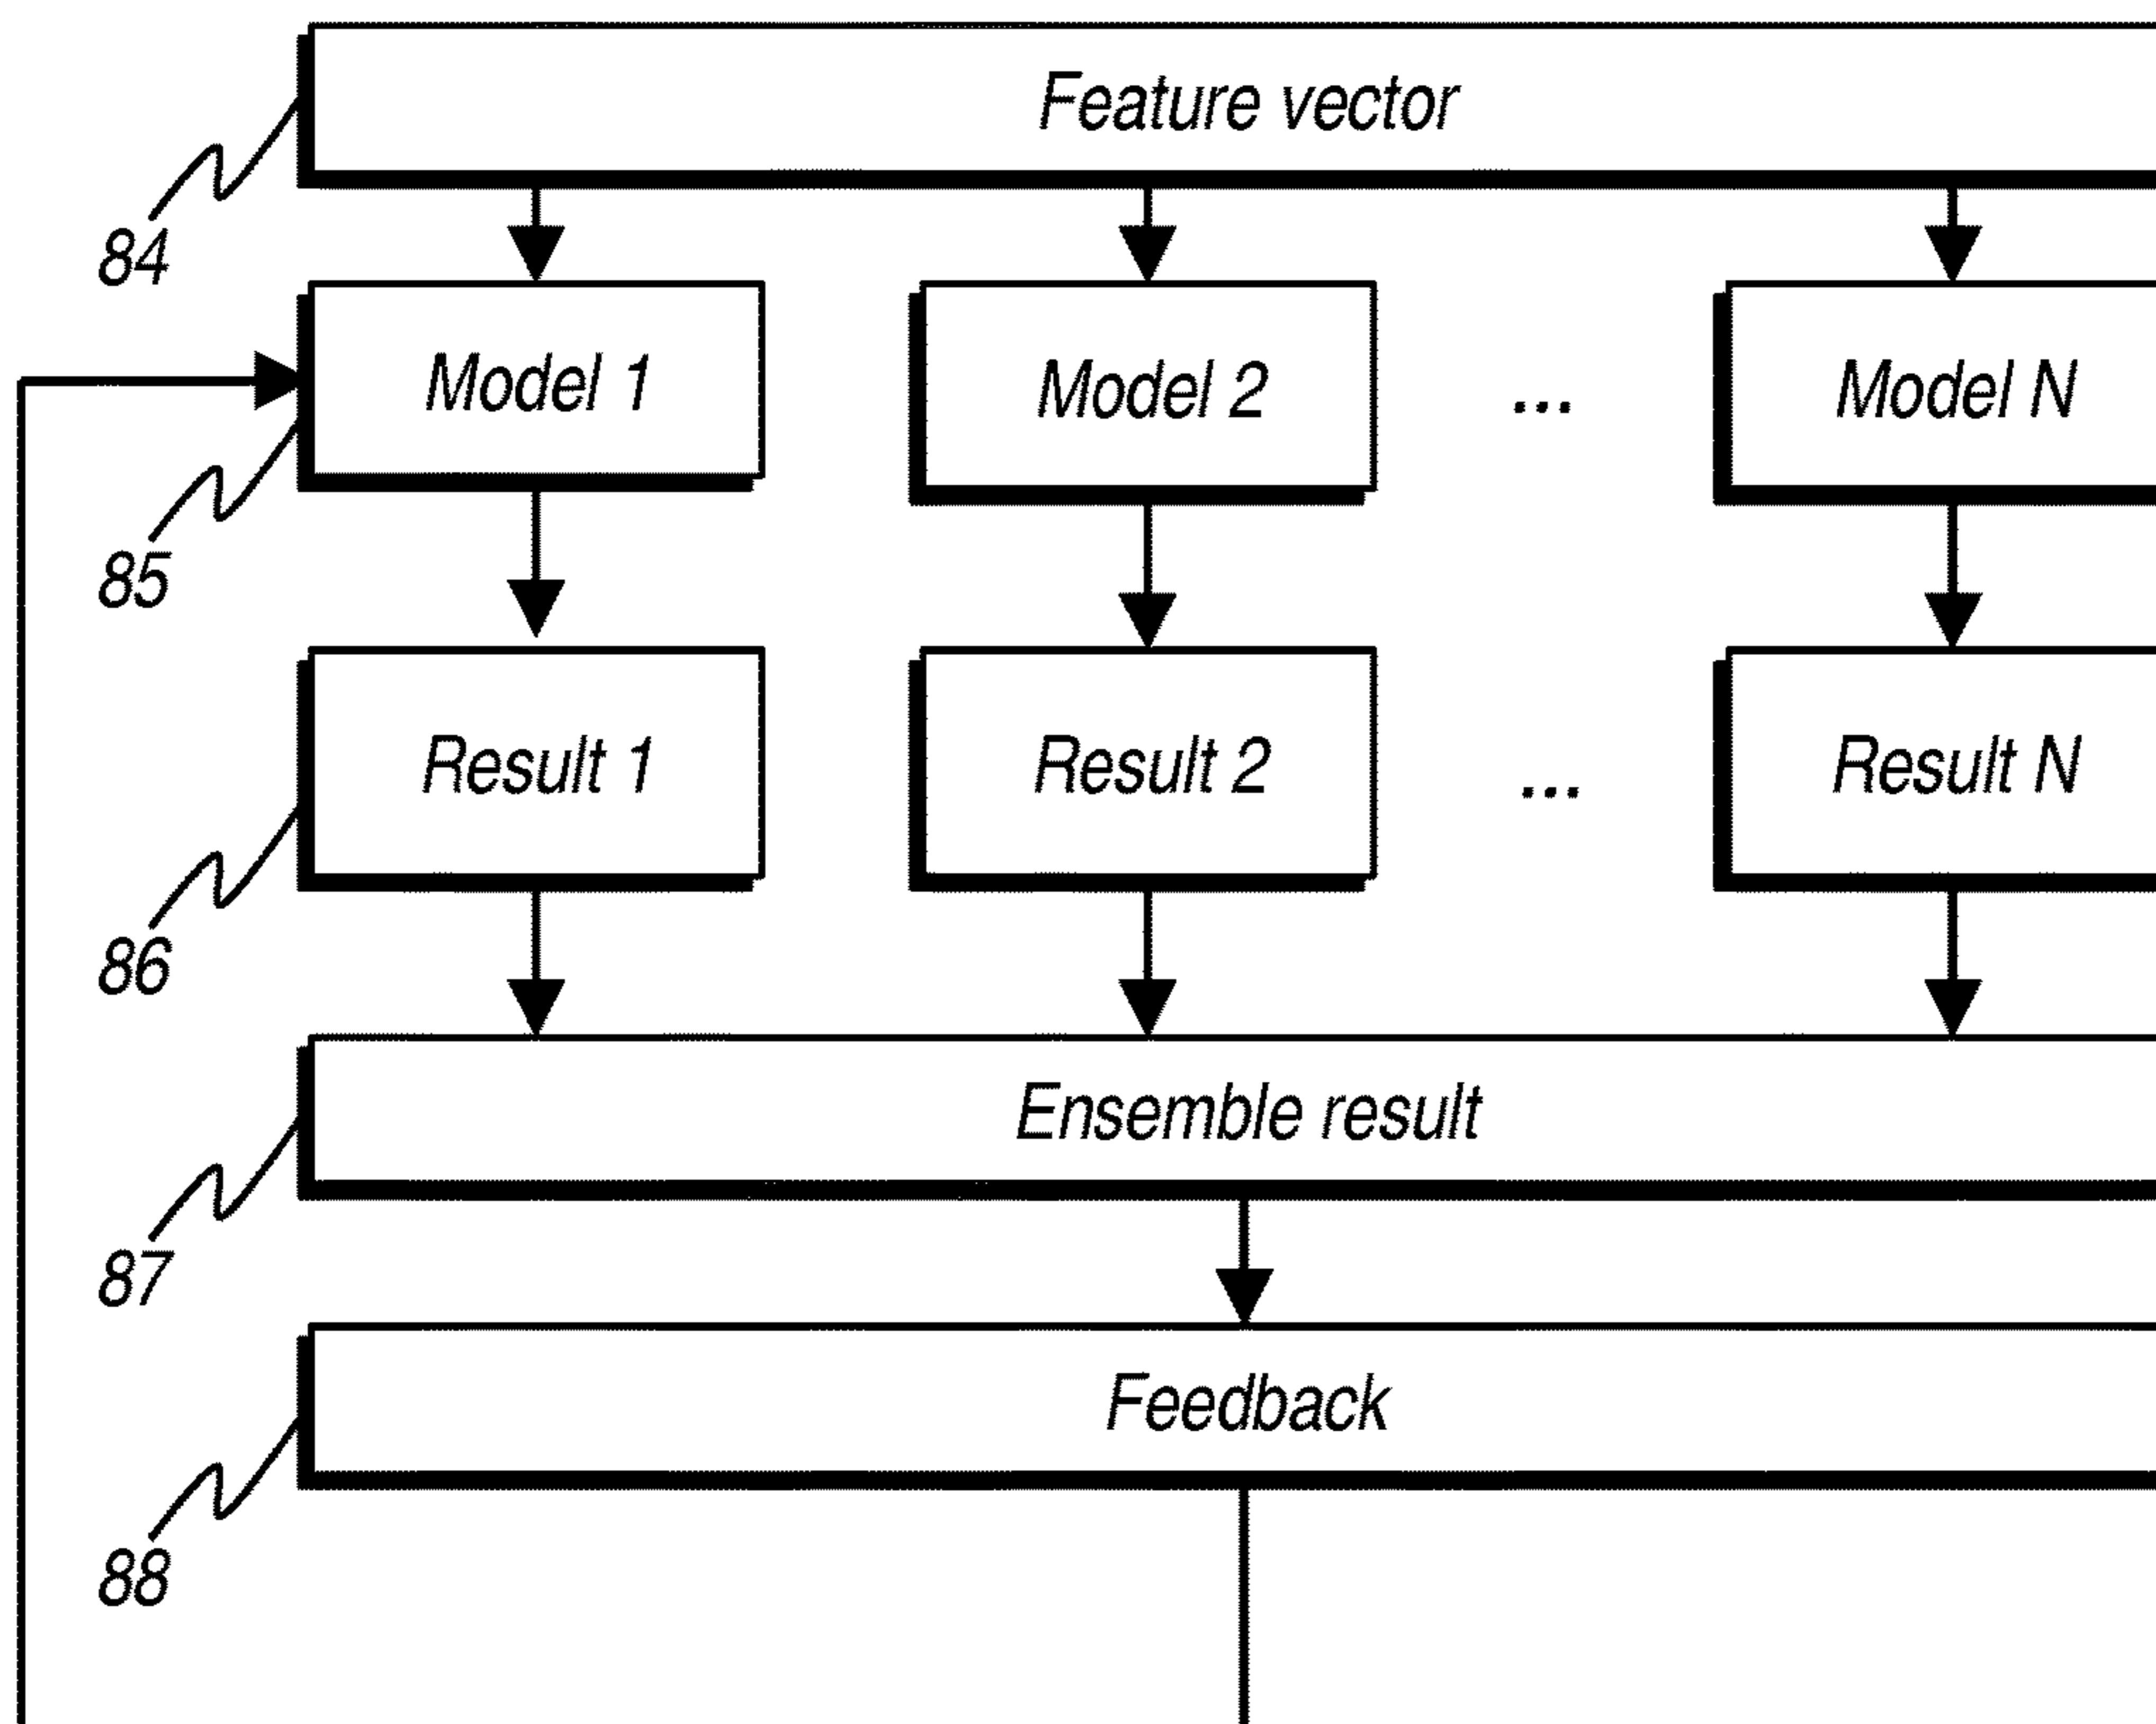 Feature vector
84
Model 1
Model 2
...
Model N
85
Result 1
Result 2
...
Result N
86
Ensemble result
87
Feedback
88